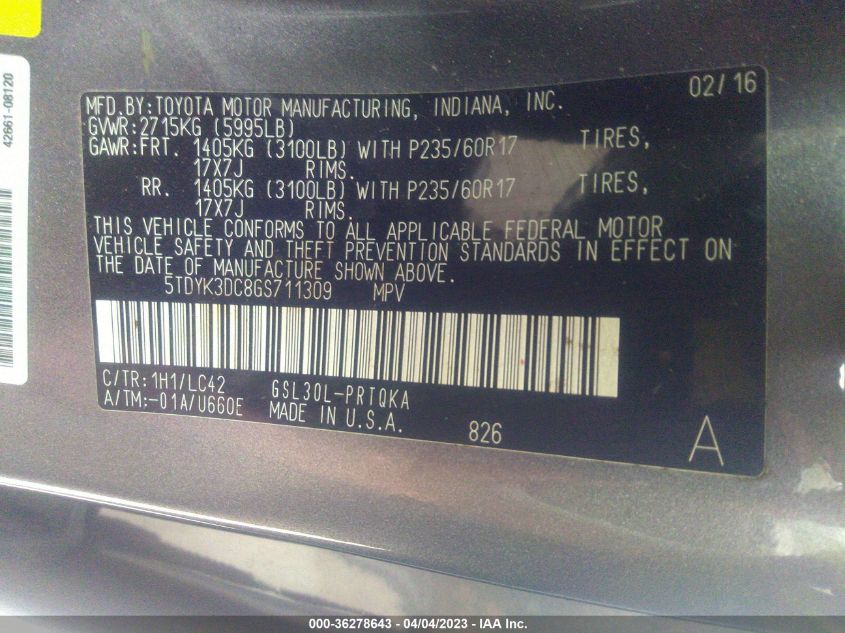 42661-08120
02/16
MFD.BY:TOYOTA MOTOR MANUFACTURING, INDIANA, INC.
GVWR:2715KG (5995LB)
GAWR:FRT. 1405KG (3100LB) WITH P235/60R17 TIRES,
17X7J RIMS.
RR. 1405KG (3100LB) WITH P235/60R17 TIRES,
17X7J RIMS.
THIS VEHICLE CONFORMS TO ALL APPLICABLE FEDERAL MOTOR
VEHICLE SAFETY AND THEFT PREVENTION STANDARDS IN EFFECT ON
THE DATE OF MANUFACTURE SHOWN ABOVE.
5TDYK3DC8GS711309 MPV
C/TR:1H1/LC42 GSL30L-PRTQKA
A/TM:-01A/U660E MADE IN U.S.A.
826
A
000-36278643 - 04/04/2023 - IAA Inc.